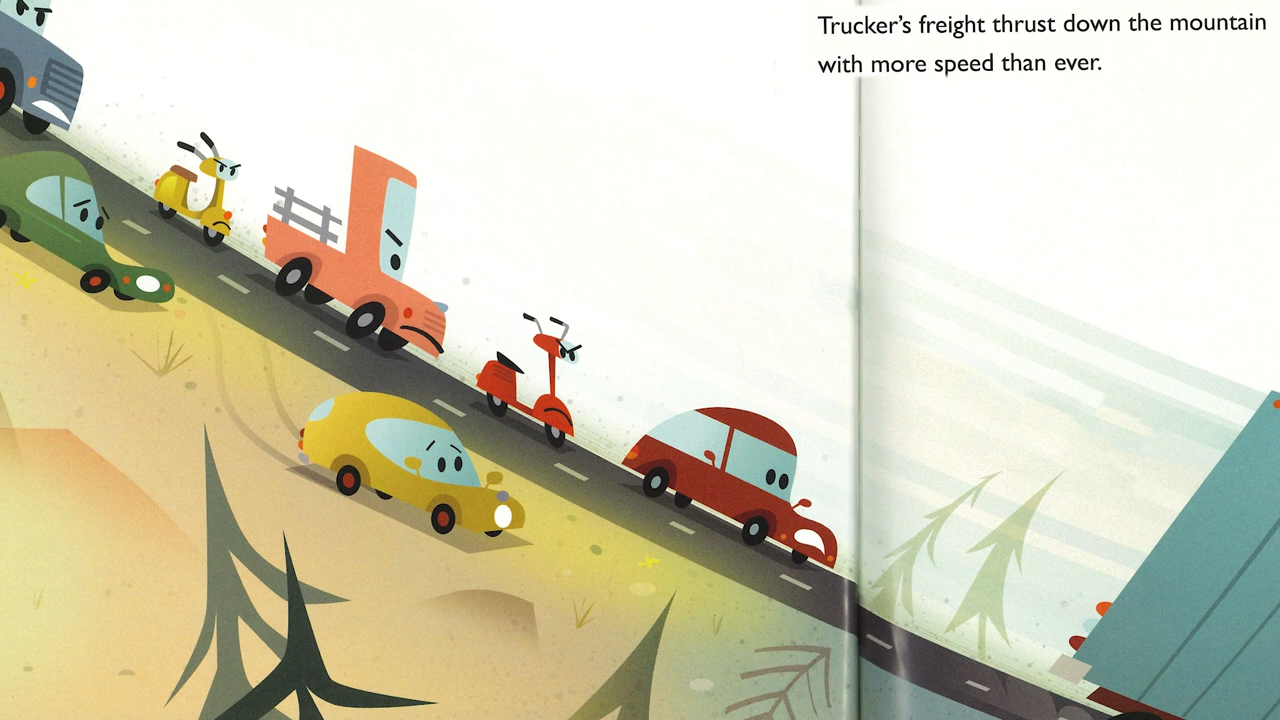 Trucker’s freight thrust down the mountain
with more speed than ever.